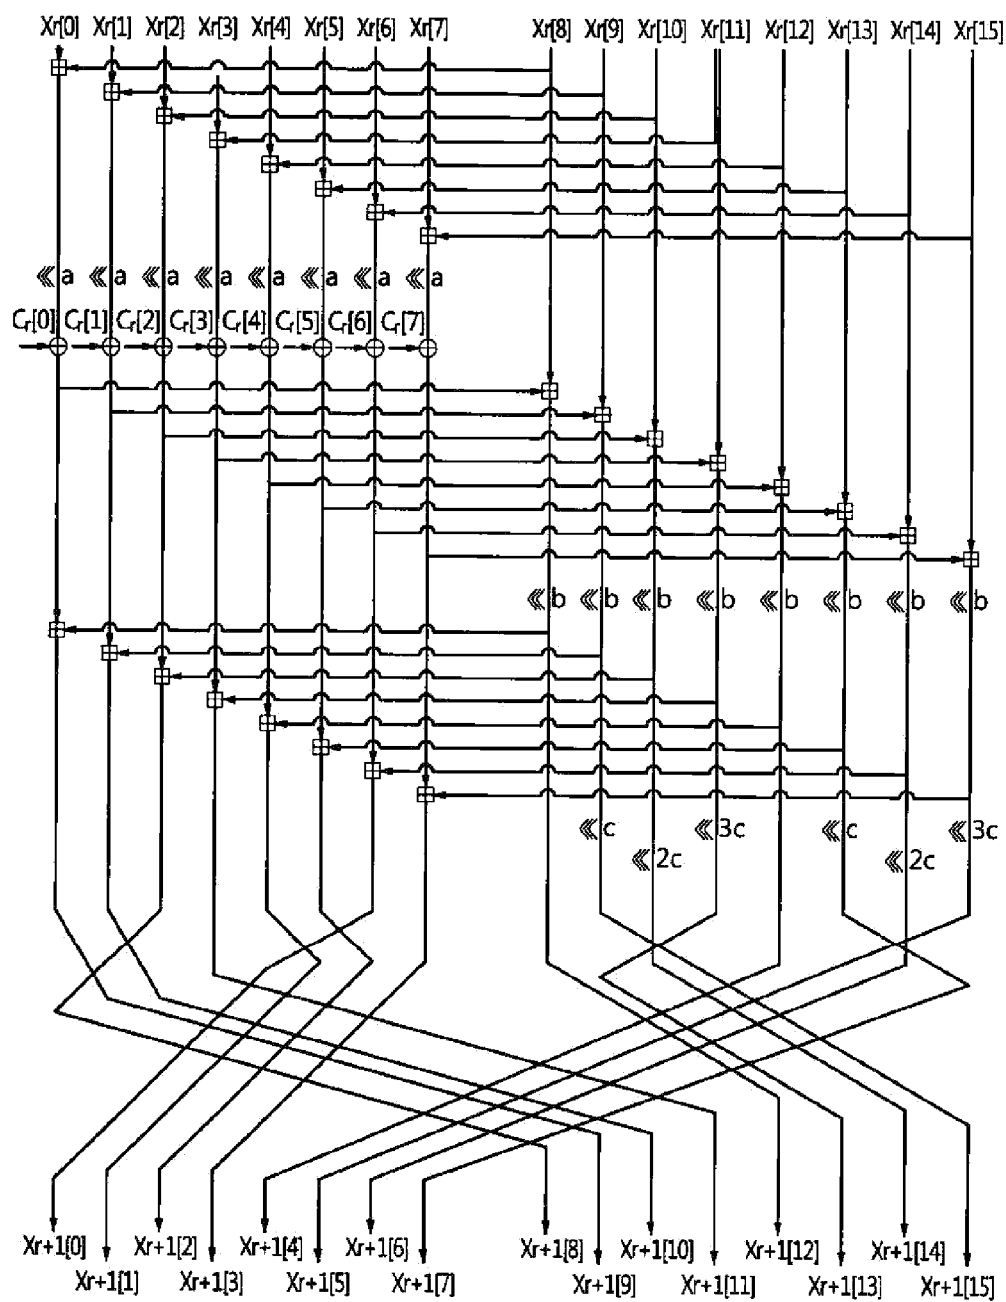 Xr[0] Xr[1] Xr[2] Xr[3] Xr[4] Xr[5] Xr[6] Xr[7] Xr[8] Xr[9] Xr[10] Xr[11] Xr[12] Xr[13] Xr[14] Xr[15]
⋘a ⋘a ⋘a ⋘a ⋘a ⋘a ⋘a ⋘a
Cr[0] Cr[1] Cr[2] Cr[3] Cr[4] Cr[5] Cr[6] Cr[7]
⋘b ⋘b ⋘b ⋘b ⋘b ⋘b ⋘b ⋘b
⋘c ⋘3c ⋘c ⋘3c
⋘2c ⋘2c
Xr+1[0] Xr+1[2] Xr+1[4] Xr+1[6] Xr+1[8] Xr+1[10] Xr+1[12] Xr+1[14]
Xr+1[1] Xr+1[3] Xr+1[5] Xr+1[7] Xr+1[9] Xr+1[11] Xr+1[13] Xr+1[15]